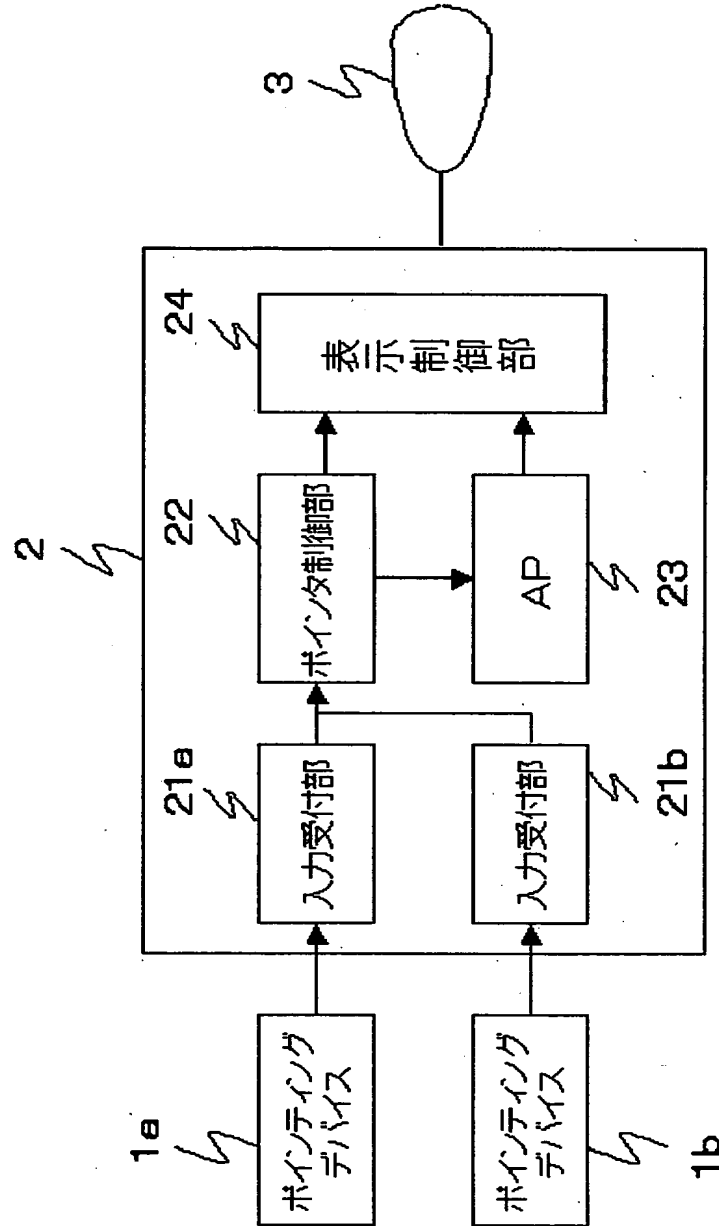 1a
ポインティング
デバイス
1b
ポインティング
デバイス
2
21a
入力受付部
21b
入力受付部
22
ポインタ制御部
23
AP
24
表示制御部
3